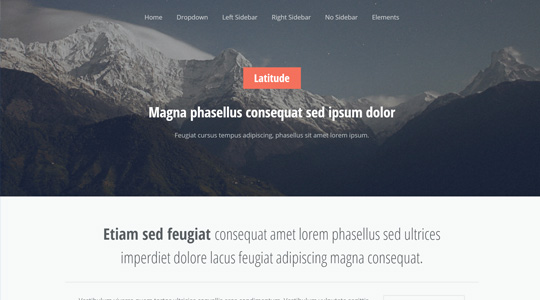 Home Dropdown Left Sidebar Right Sidebar No Sidebar Elements
Latitude
Magna phasellus consequat sed ipsum dolor
Feugiat cursus tempus adipiscing, phasellus sit amet lorem ipsum.
Etiam sed feugiat consequat amet lorem phasellus sed ultrices
imperdiet dolore lacus feugiat adipiscing magna consequat.